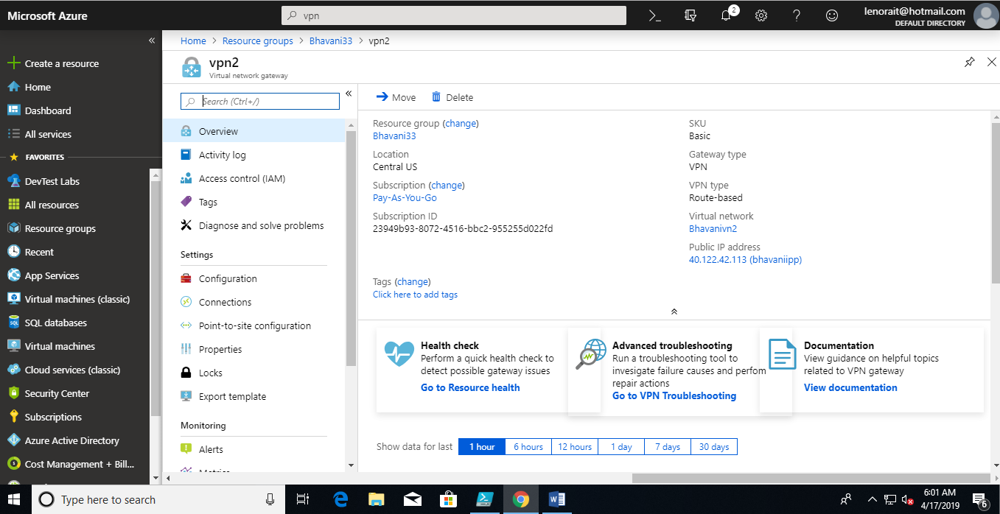 Microsoft Azure
vpn
2
lenorait@hotmail.com
DEFAULT DIRECTORY
Create a resource
Home
Dashboard
All services
FAVORITES
DevTest Labs
All resources
Resource groups
Recent
App Services
Virtual machines (classic)
SQL databases
Virtual machines
Cloud services (classic)
Security Center
Subscriptions
Azure Active Directory
Cost Management + Bill...
Home > Resource groups > Bhavani33 > vpn2
vpn2
Virtual network gateway
Search (Ctrl+/)
Overview
Activity log
Access control (IAM)
Tags
Diagnose and solve problems
Settings
Configuration
Connections
Point-to-site configuration
Properties
Locks
Export template
Monitoring
Alerts
Metrics
Move
Delete
Resource group (change)
Bhavani33
Location
Central US
Subscription (change)
Pay-As-You-Go
Subscription ID
23949b93-8072-4516-bbc2-955255d022fd
SKU
Basic
Gateway type
VPN
VPN type
Route-based
Virtual network
Bhavanivn2
Public IP address
40.122.42.113 (bhavaniipp)
Tags (change)
Click here to add tags
Health check
Perform a quick health check to
detect possible gateway issues
Go to Resource health
Advanced troubleshooting
Run a troubleshooting tool to
invesigate failure causes and perfom
repair actions
Go to VPN Troubleshooting
Documentation
View guidance on helpful topics
related to VPN gateway
View documentation
Show data for last
1 hour
6 hours
12 hours
1 day
7 days
30 days
Type here to search
6:01 AM
4/17/2019
6